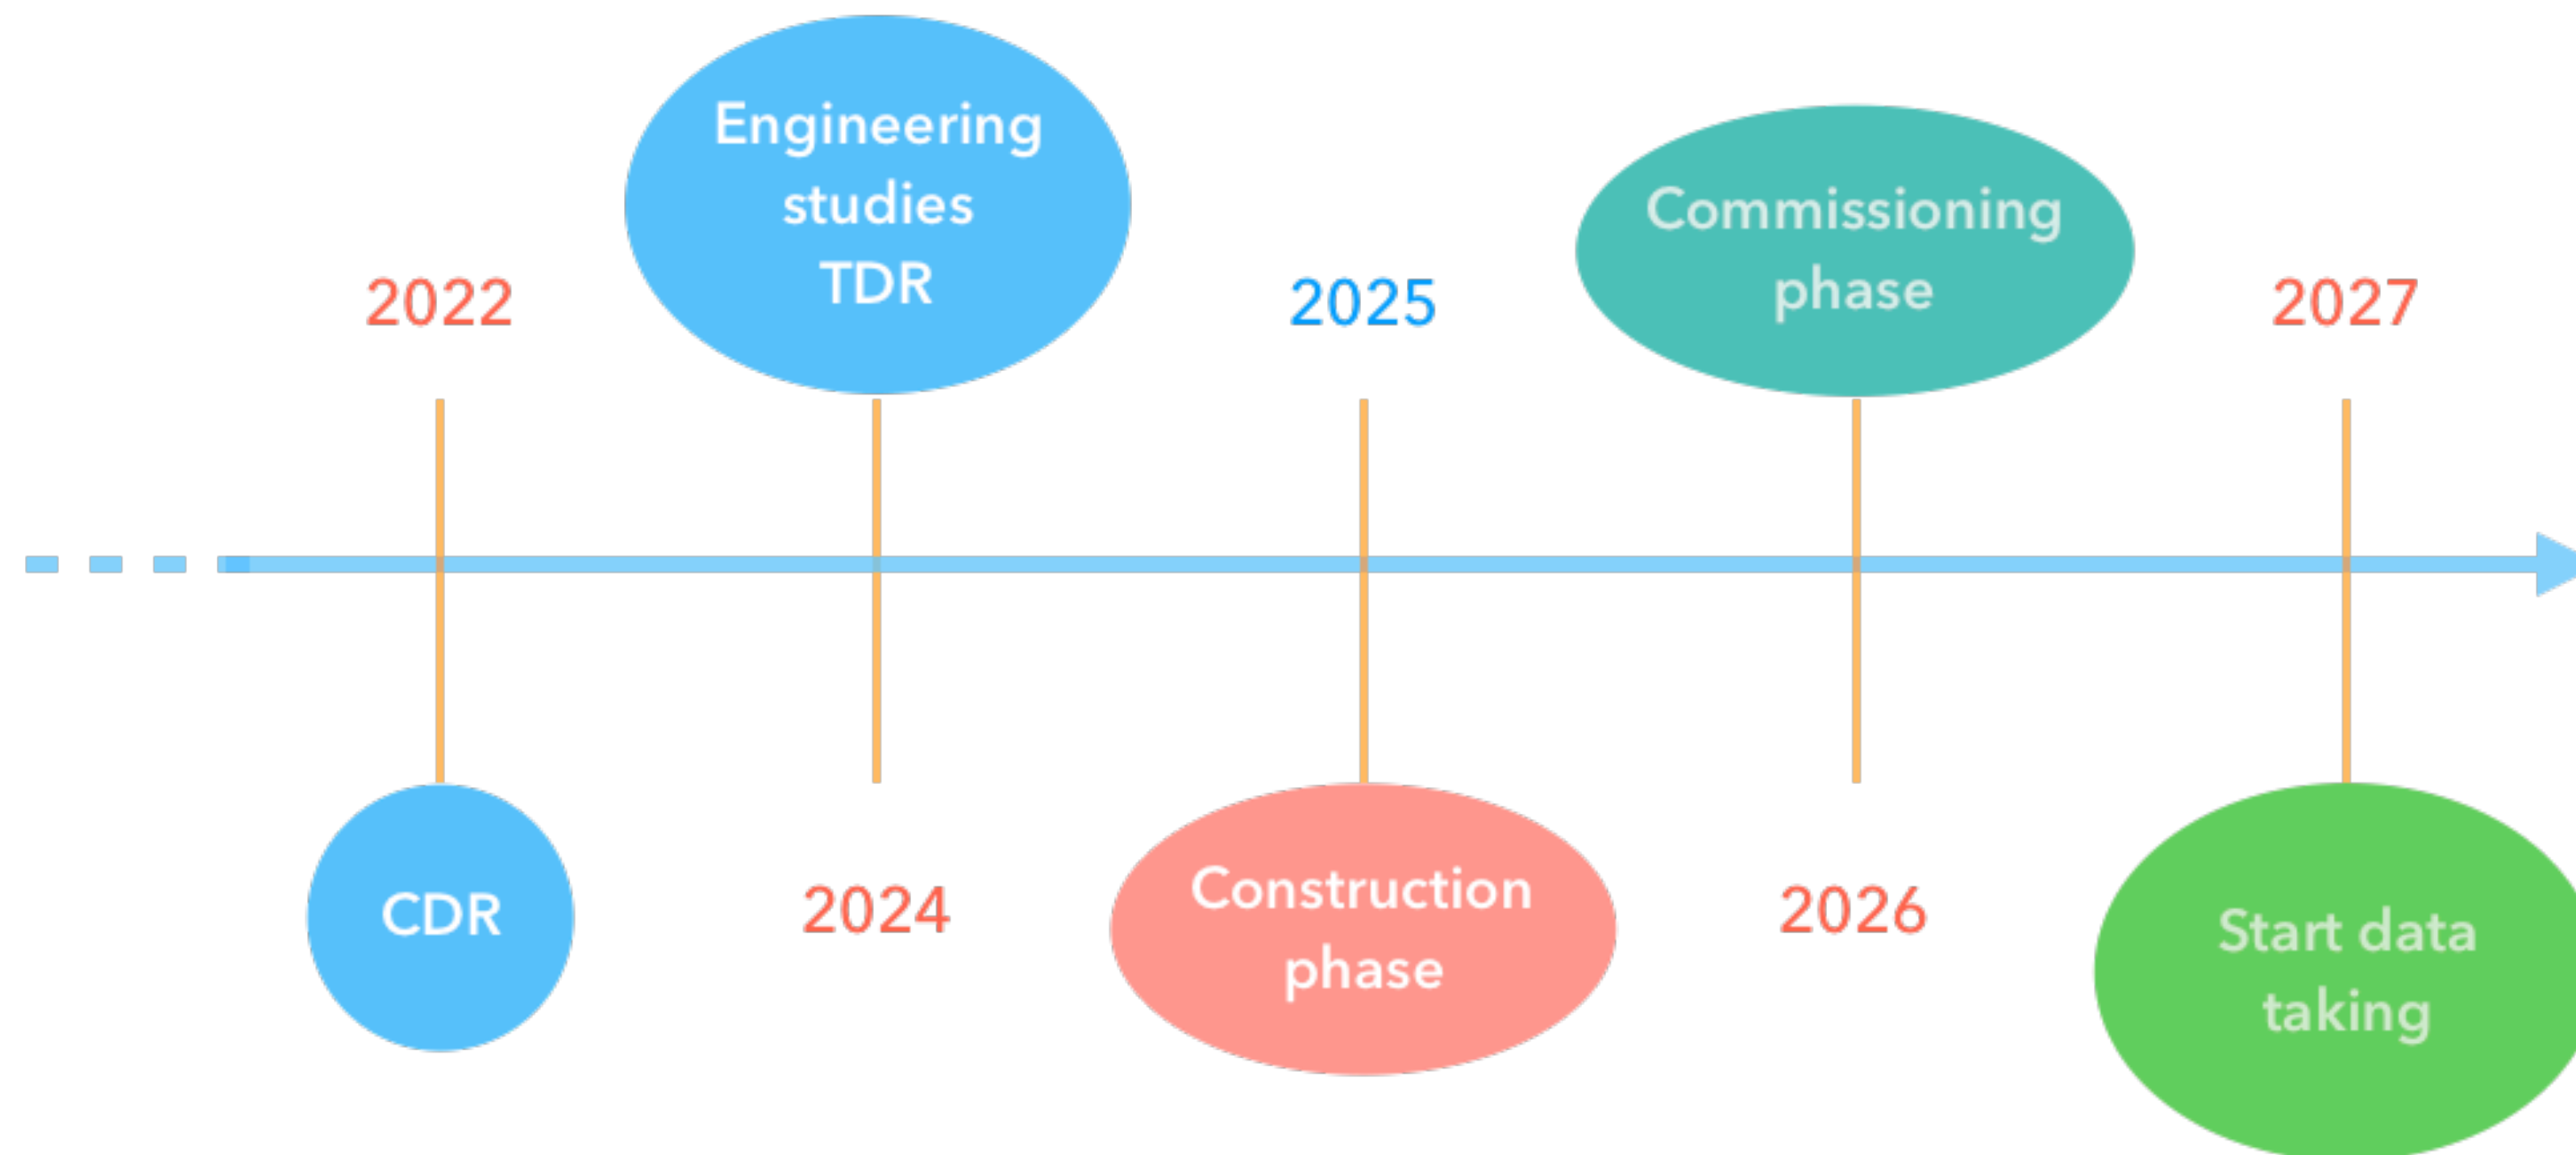 Engineering
studies
TDR
Commissioning
phase
2022
2025
2027
CDR
2024
Construction
phase
2026
Start data
taking